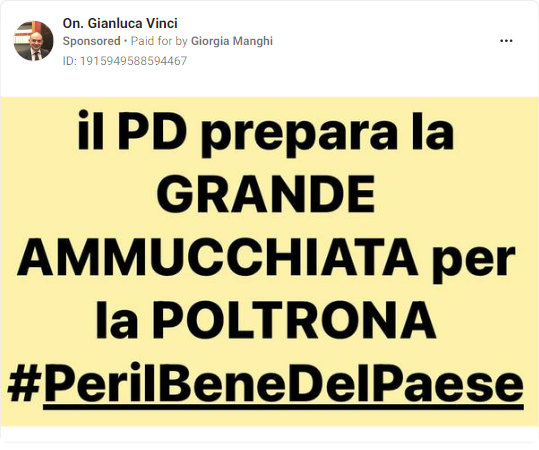 On. Gianluca Vinci
Sponsored • Paid for by Giorgia Manghi
ID: 1915949588594467
il PD prepara la
GRANDE
AMMUCCHIATA per
la POLTRONA
#PerilBeneDelPaese